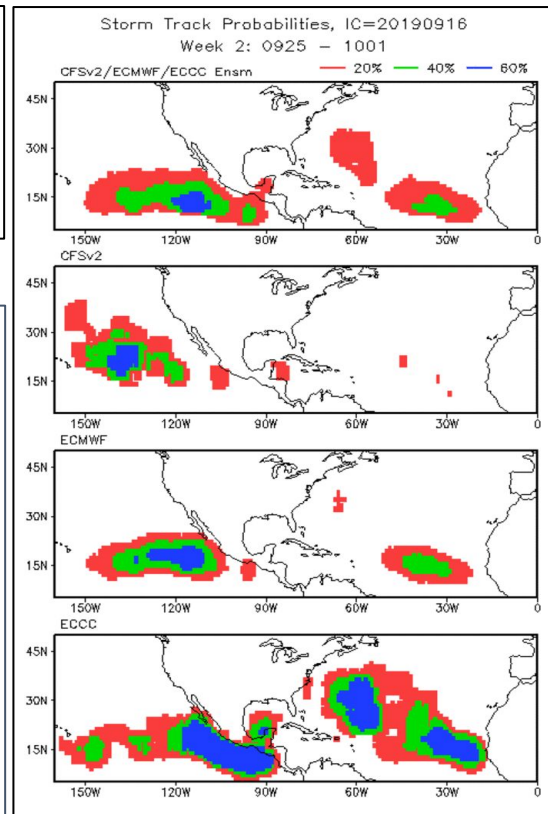 Storm Track Probabilities, IC=20190916
Week 2: 0925 – 1001
CFSv2/ECMWF/ECCC Ensm 20% 40% 60%
45N
30N
15N
150W 120W 90W 60W 30W 0
CFSv2
45N
30N
15N
150W 120W 90W 60W 30W 0
ECMWF
45N
30N
15N
150W 120W 90W 60W 30W 0
ECCC
45N
30N
15N
150W 120W 90W 60W 30W 0